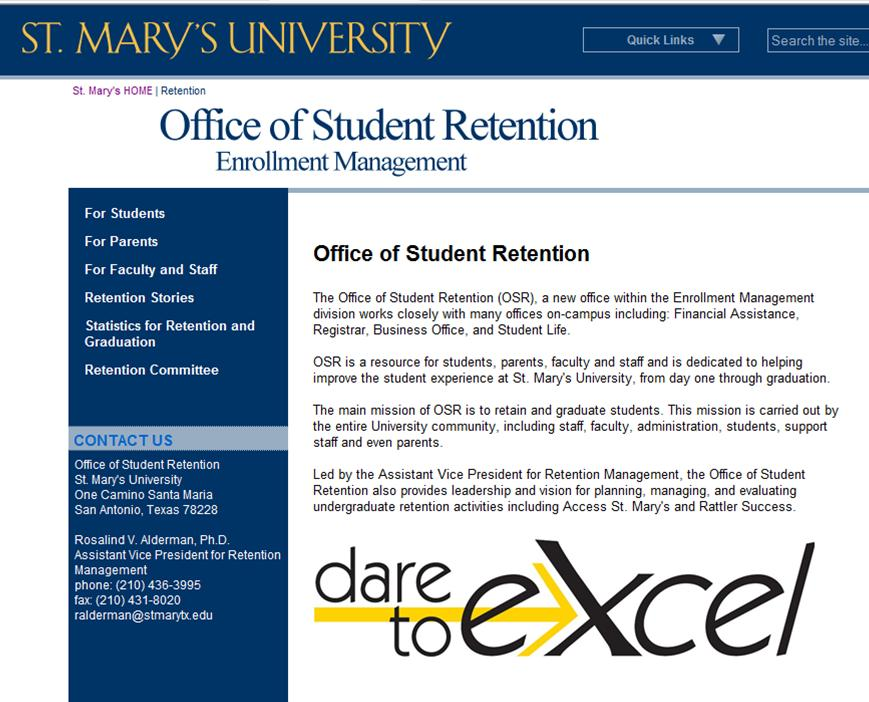 ST. MARY'S UNIVERSITY
Quick Links
Search the site...
St. Mary's HOME | Retention
Office of Student Retention
Enrollment Management
For Students
For Parents
For Faculty and Staff
Retention Stories
Statistics for Retention and
Graduation
Retention Committee
CONTACT US
Office of Student Retention
St. Mary's University
One Camino Santa Maria
San Antonio, Texas 78228
Rosalind V. Alderman, Ph.D.
Assistant Vice President for Retention
Management
phone: (210) 436-3995
fax: (210) 431-8020
ralderman@stmarytx.edu
Office of Student Retention
The Office of Student Retention (OSR), a new office within the Enrollment Management
division works closely with many offices on-campus including: Financial Assistance,
Registrar, Business Office, and Student Life.
OSR is a resource for students, parents, faculty and staff and is dedicated to helping
improve the student experience at St. Mary's University, from day one through graduation.
The main mission of OSR is to retain and graduate students. This mission is carried out by
the entire University community, including staff, faculty, administration, students, support
staff and even parents.
Led by the Assistant Vice President for Retention Management, the Office of Student
Retention also provides leadership and vision for planning, managing, and evaluating
undergraduate retention activities including Access St. Mary's and Rattler Success.
dare
to excel